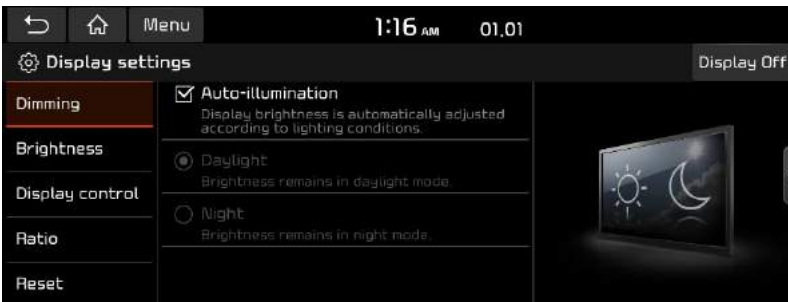 Menu
1:16 AM
01.01
Display settings
Display Off
Dimming
Auto-illumination
Display brightness is automatically adjusted
according to lighting conditions.
Brightness
Daylight
Brightness remains in daylight mode.
Display control
Night
Brightness remains in night mode.
Ratio
Reset